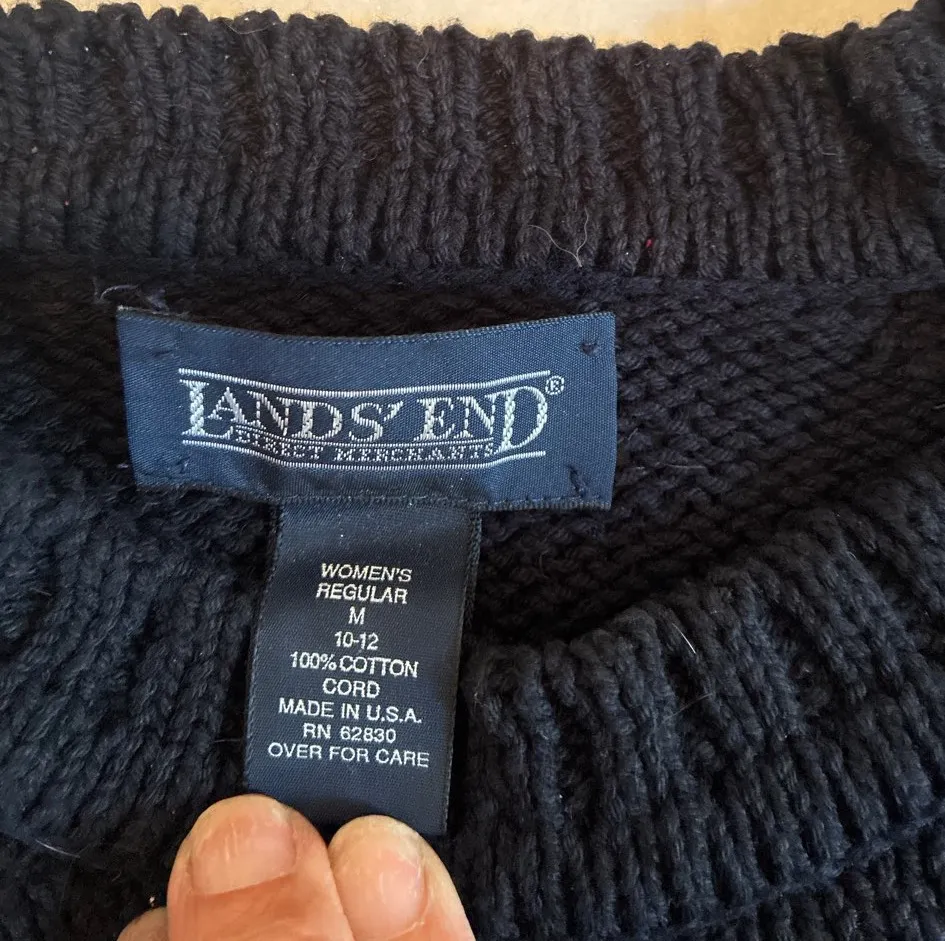 LANDS' END®
DIRECT MERCHANTS
WOMEN'S
REGULAR
M
10-12
100% COTTON
CORD
MADE IN U.S.A.
RN 62830
OVER FOR CARE